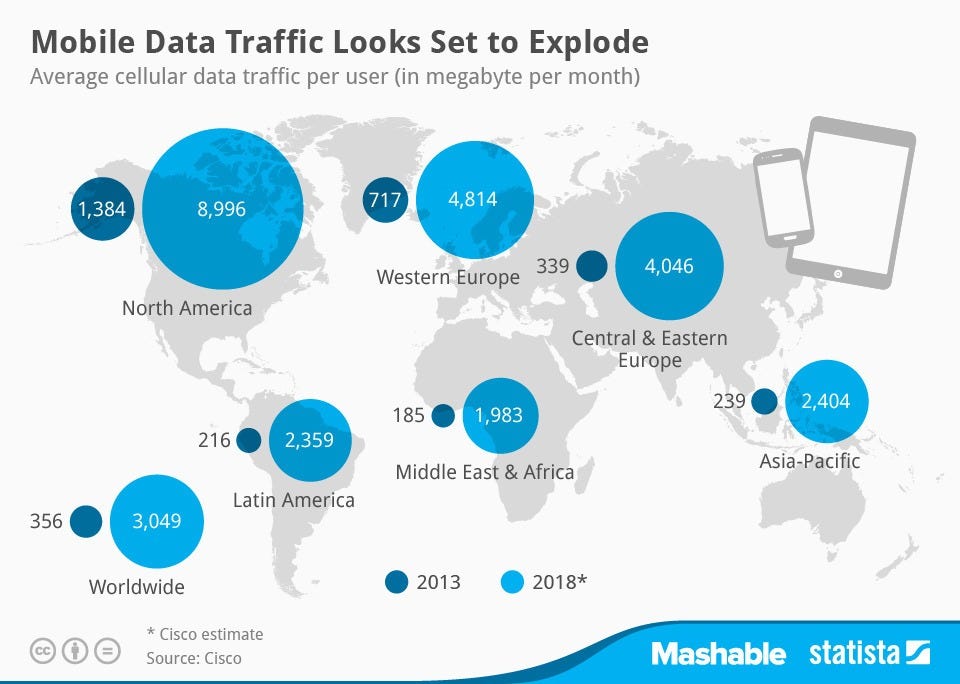 Mobile Data Traffic Looks Set to Explode
Average cellular data traffic per user (in megabyte per month)
1,384
8,996
North America
717
4,814
Western Europe
339
4,046
Central & Eastern
Europe
239
2,404
Asia-Pacific
185
1,983
Middle East & Africa
216
2,359
Latin America
356
3,049
Worldwide
2013
2018*
* Cisco estimate
Source: Cisco
cc
Mashable
statista